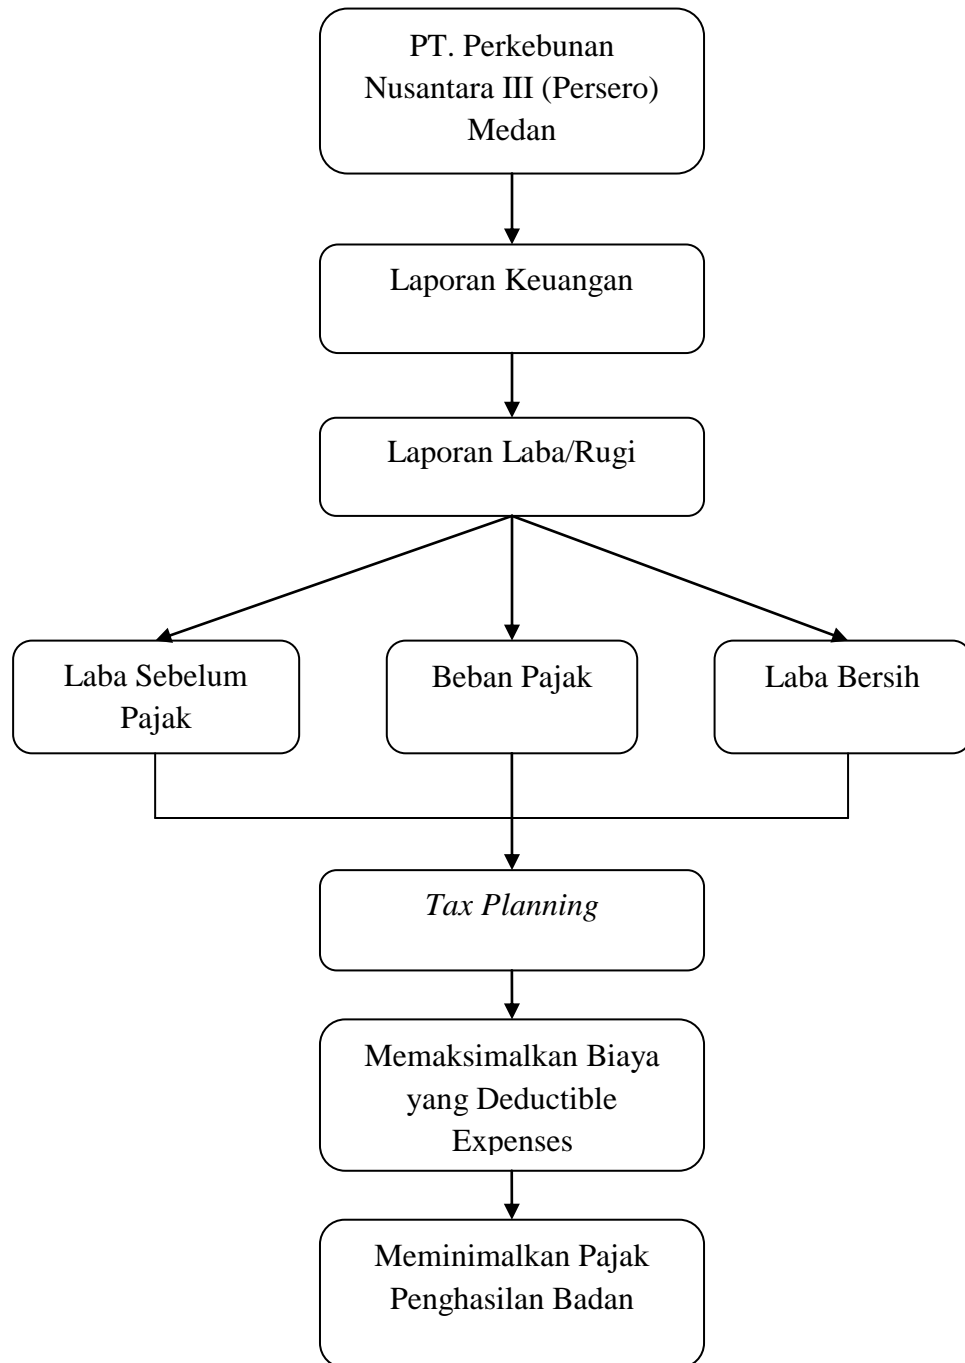 PT. Perkebunan
Nusantara III (Persero)
Medan
Laporan Keuangan
Laporan Laba/Rugi
Laba Sebelum
Pajak
Beban Pajak
Laba Bersih
Tax Planning
Memaksimalkan Biaya
yang Deductible
Expenses
Meminimalkan Pajak
Penghasilan Badan